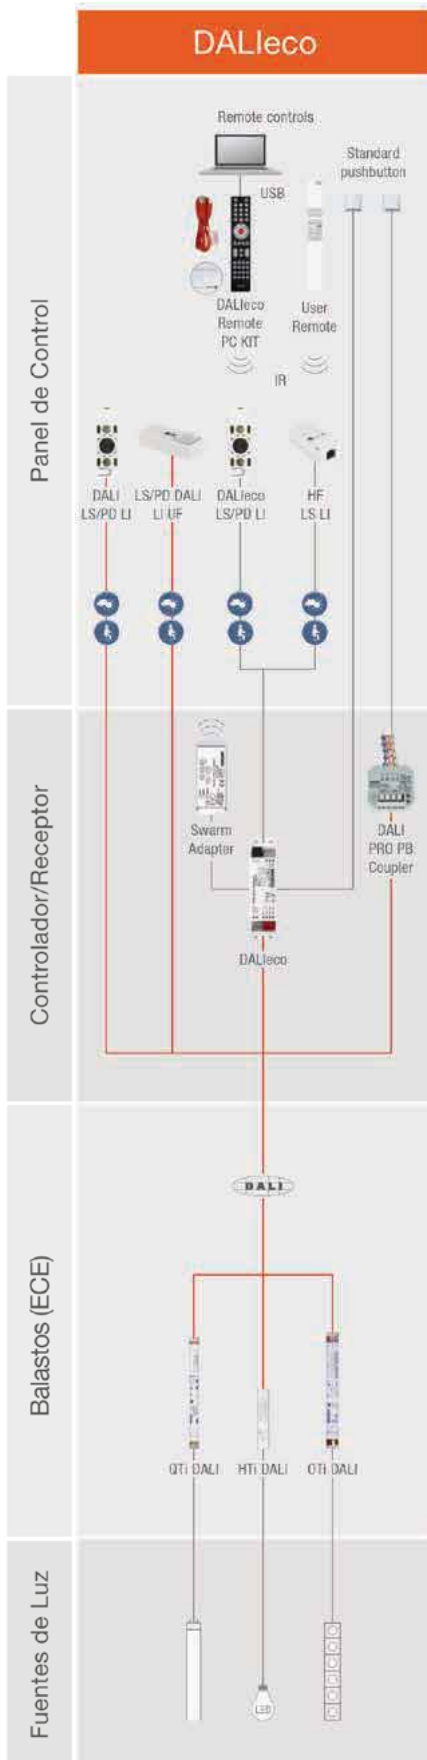 DALIeco
Panel de Control
Remote controls
Standard
pushbutton
USB
DALIeco
Remote
PC KIT
User
Remote
IR
DALI
LS/PD LI
LS/PD DALI
LI UF
DALIeco
LS/PD LI
HF
LS LI
Controlador/Receptor
Swarm
Adapter
DALI
PRO PB
Coupler
DALIeco
Balastos (ECE)
DALI
QTi DALI
HTi DALI
OTi DALI
Fuentes de Luz
LED